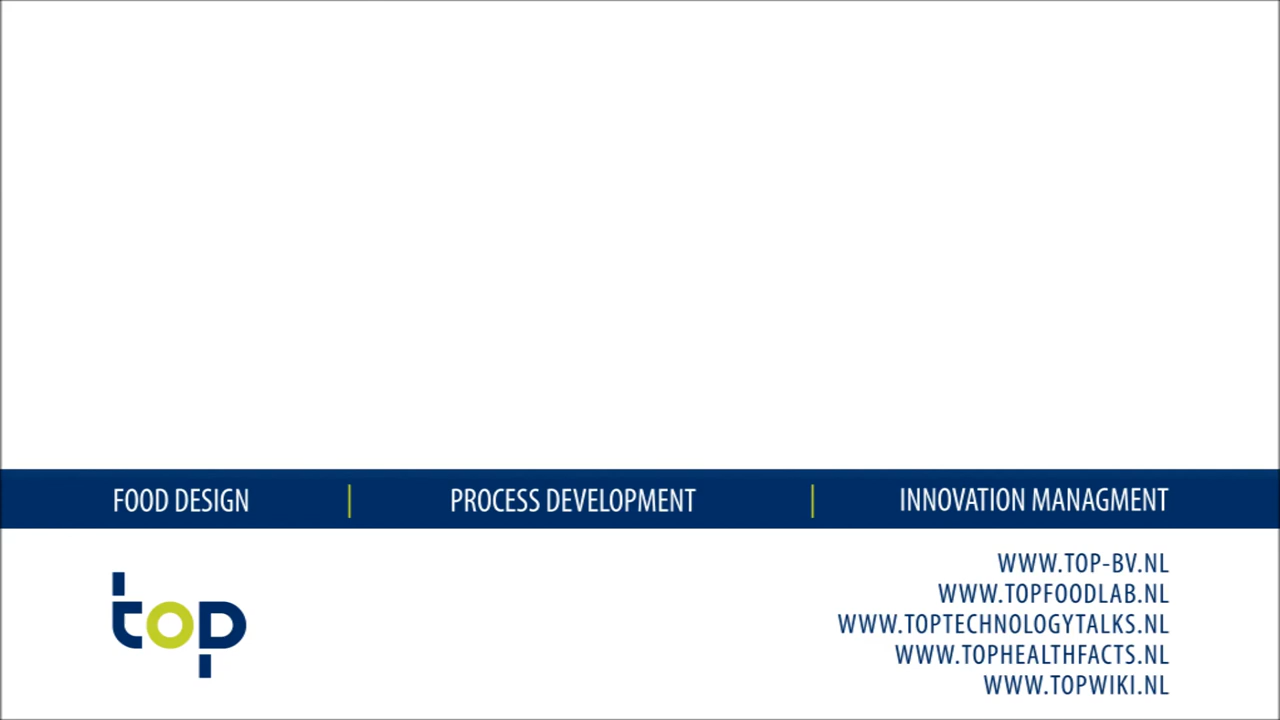 FOOD DESIGN | PROCESS DEVELOPMENT | INNOVATION MANAGMENT
top
WWW.TOP-BV.NL
WWW.TOPFOODLAB.NL
WWW.TOPTECHNOLOGYTALKS.NL
WWW.TOPHEALTHFACTS.NL
WWW.TOPWIKI.NL